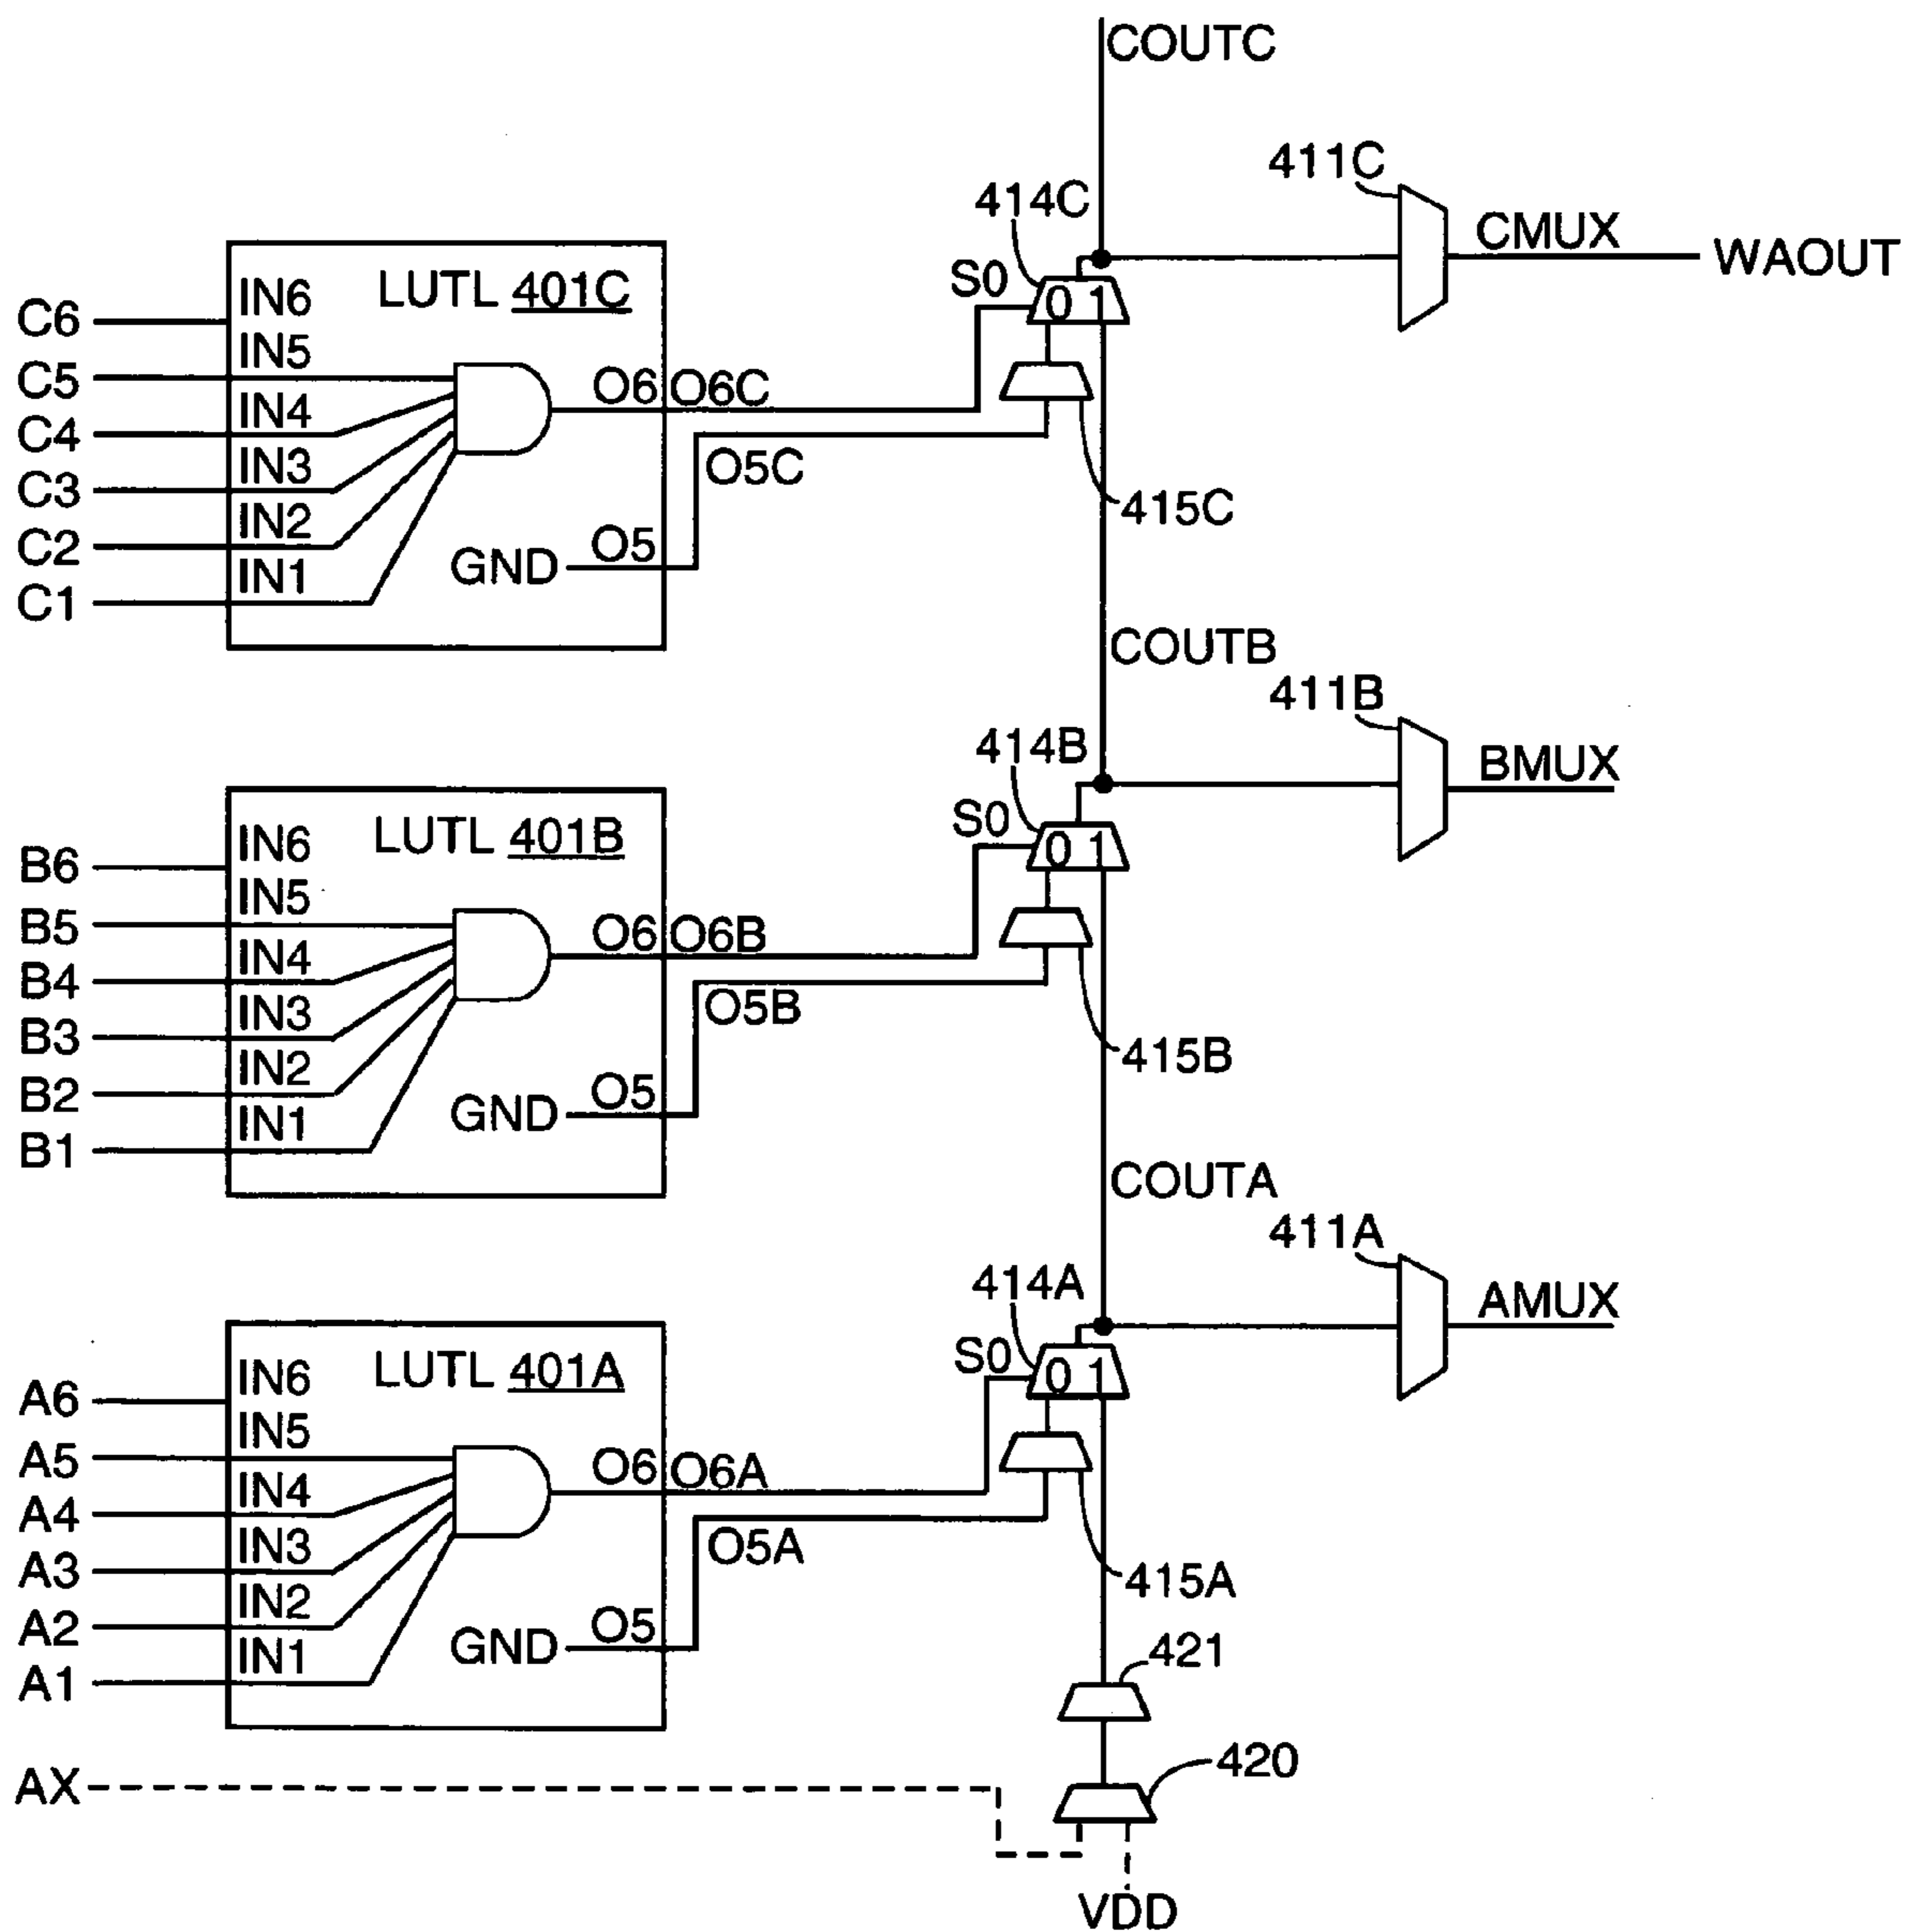 COUTC
411C
414C
CMUX
WAOUT
S0
0 1
LUTL 401C
C6 IN6
C5 IN5
C4 IN4
C3 IN3
C2 IN2
C1 IN1
O6 O6C
O5C
GND O5
415C
COUTB
411B
414B
BMUX
S0
0 1
LUTL 401B
B6 IN6
B5 IN5
B4 IN4
B3 IN3
B2 IN2
B1 IN1
O6 O6B
O5B
GND O5
415B
COUTA
411A
414A
AMUX
S0
0 1
LUTL 401A
A6 IN6
A5 IN5
A4 IN4
A3 IN3
A2 IN2
A1 IN1
O6 O6A
O5A
GND O5
415A
421
AX
420
VDD